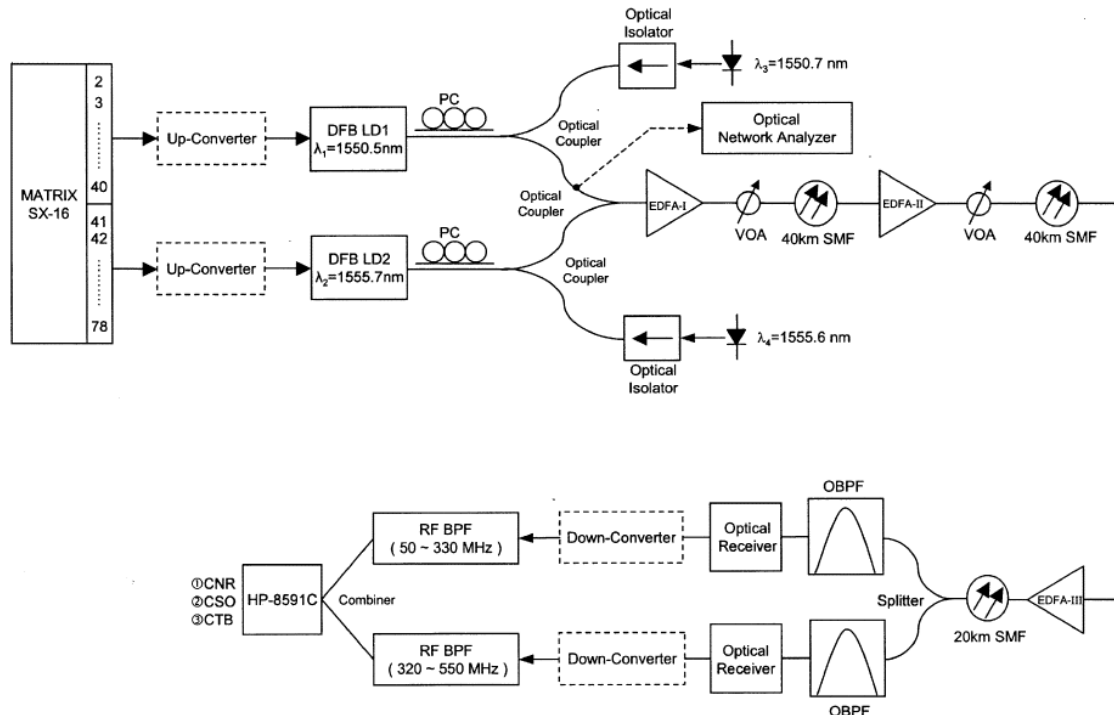 Optical
Isolator
λ3=1550.7 nm
2
3
40
41
42
78
MATRIX
SX-16
Up-Converter
DFB LD1
λ1=1550.5nm
PC
Optical
Coupler
Optical
Network Analyzer
Optical
Coupler
EDFA-I
VOA
40km SMF
EDFA-II
VOA
40km SMF
Up-Converter
DFB LD2
λ2=1555.7nm
PC
Optical
Coupler
λ4=1555.6 nm
Optical
Isolator
OBPF
RF BPF
( 50 ~ 330 MHz )
Down-Converter
Optical
Receiver
①CNR
②CSO
③CTB
HP-8591C
Combiner
Splitter
20km SMF
EDFA-III
RF BPF
( 320 ~ 550 MHz )
Down-Converter
Optical
Receiver
OBPF